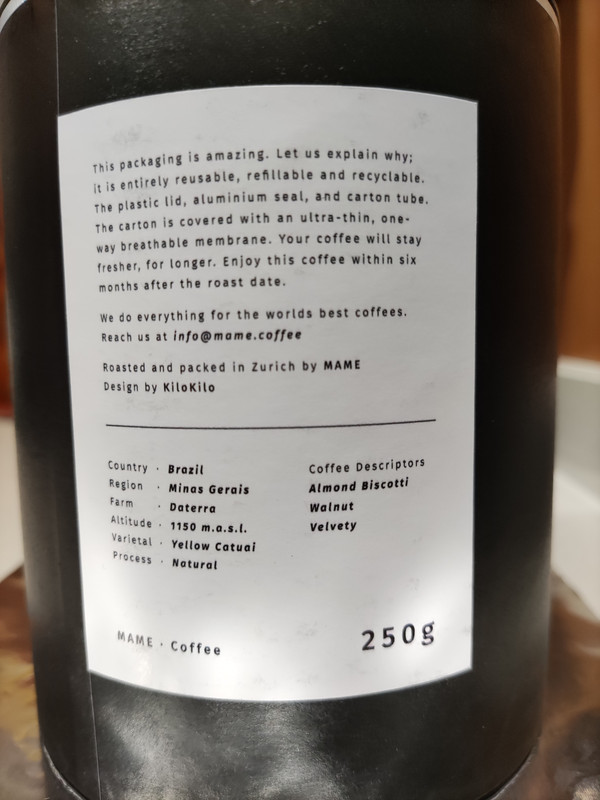 This packaging is amazing. Let us explain why;
it is entirely reusable, refillable and recyclable.
The plastic lid, aluminium seal, and carton tube.
The carton is covered with an ultra-thin, one-
way breathable membrane. Your coffee will stay
fresher, for longer. Enjoy this coffee within six
months after the roast date.
We do everything for the worlds best coffees.
Reach us at info@mame.coffee
Roasted and packed in Zurich by MAME
Design by KiloKilo
Country · Brazil
Region · Minas Gerais
Farm · Daterra
Altitude · 1150 m.a.s.l.
Varietal · Yellow Catuai
Process · Natural
Coffee Descriptors
Almond Biscotti
Walnut
Velvety
MAME · Coffee
250g